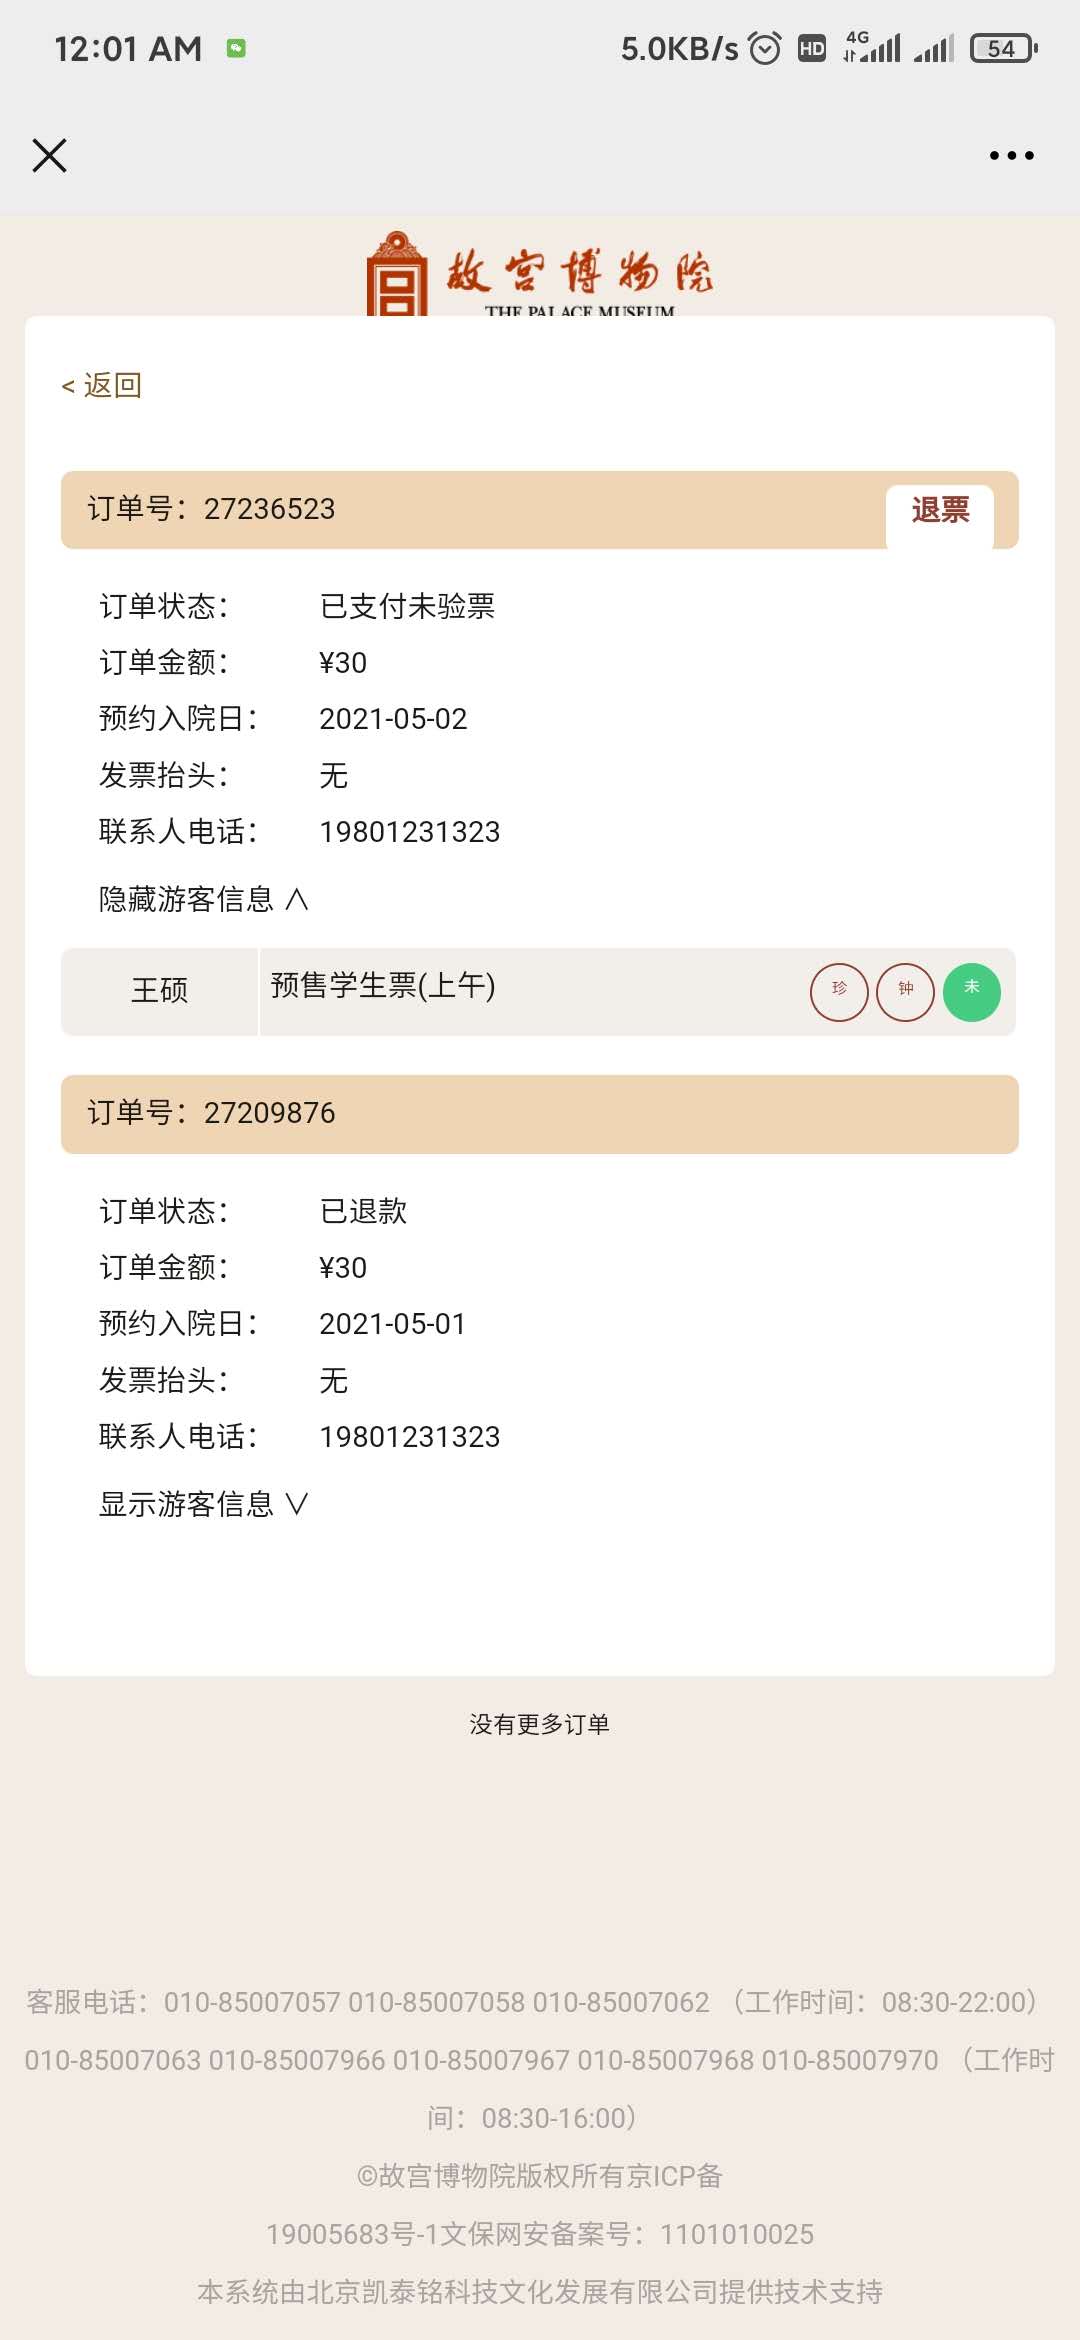 12:01 AM
5.0KB/s HD 4G 54
故宫博物院
THE PALACE MUSEUM
< 返回
订单号：27236523
退票
订单状态： 已支付未验票
订单金额： ¥30
预约入院日： 2021-05-02
发票抬头： 无
联系人电话： 19801231323
隐藏游客信息 ∧
王硕 预售学生票(上午) 珍 钟 未
订单号：27209876
订单状态： 已退款
订单金额： ¥30
预约入院日： 2021-05-01
发票抬头： 无
联系人电话： 19801231323
显示游客信息 ∨
没有更多订单
客服电话：010-85007057 010-85007058 010-85007062 （工作时间：08:30-22:00）
010-85007063 010-85007966 010-85007967 010-85007968 010-85007970 （工作时
间：08:30-16:00）
©故宫博物院版权所有京ICP备
19005683号-1文保网安备案号：1101010025
本系统由北京凯泰铭科技文化发展有限公司提供技术支持